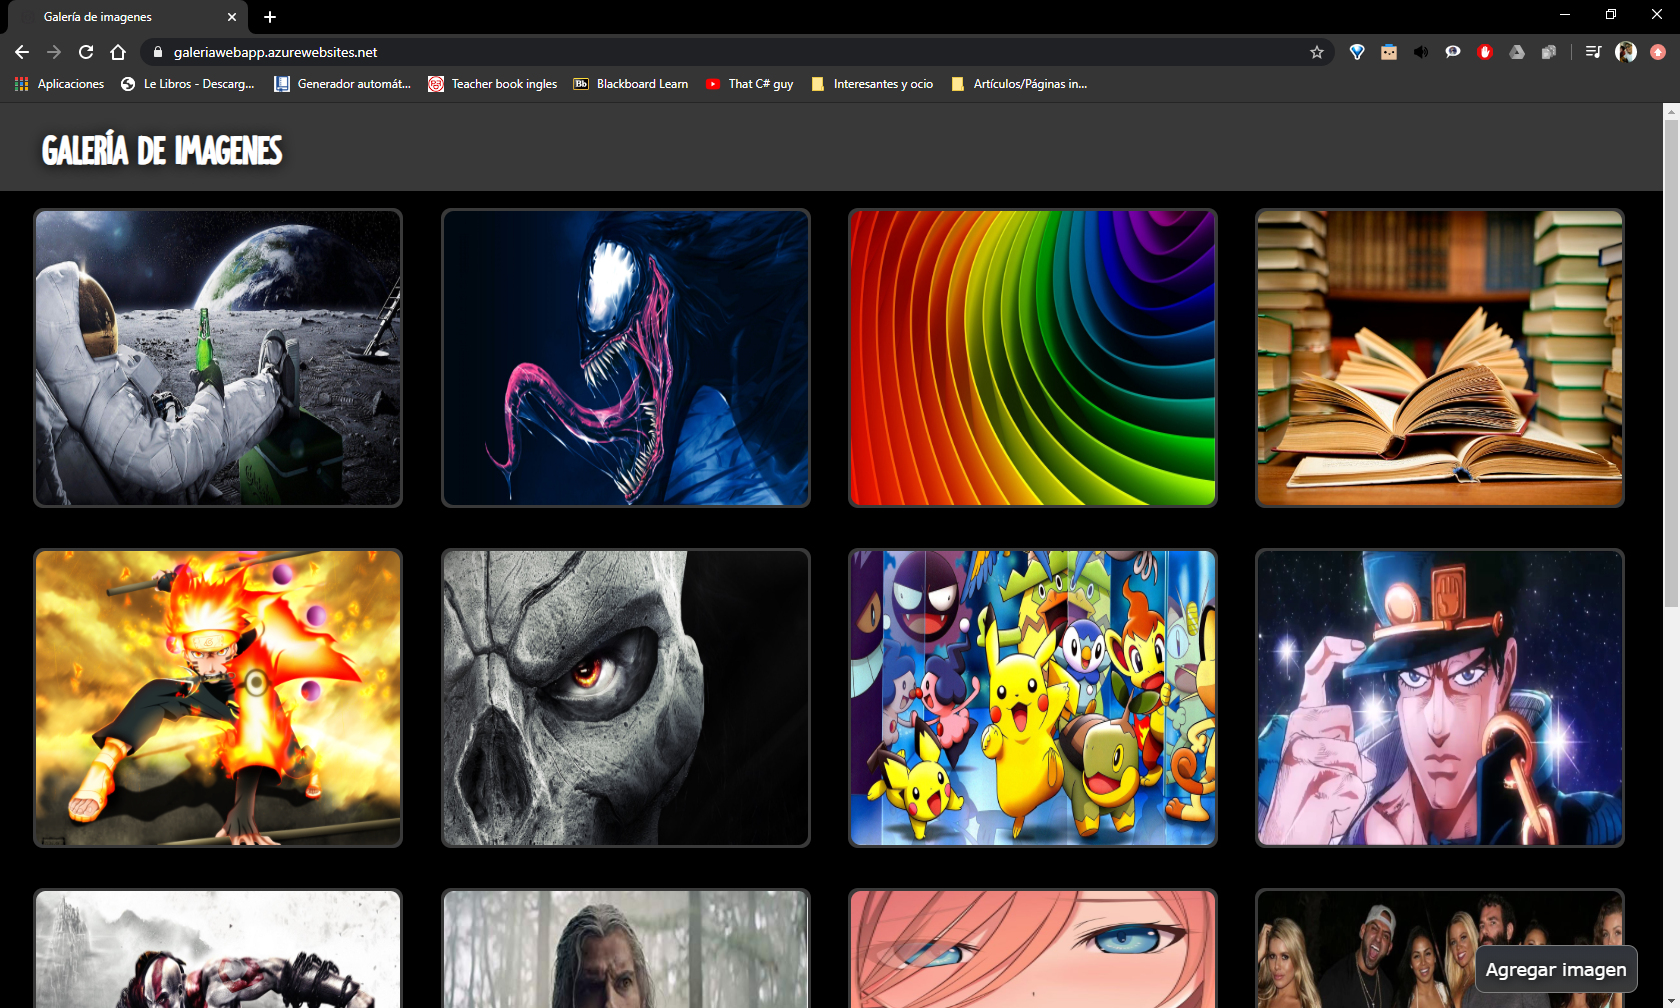 Galería de imagenes
galeriawebapp.azurewebsites.net
Aplicaciones
Le Libros - Descarg...
Generador automát...
Teacher book ingles
Bb Blackboard Learn
That C# guy
Interesantes y ocio
Artículos/Páginas in...
GALERÍA DE IMAGENES
Agregar imagen